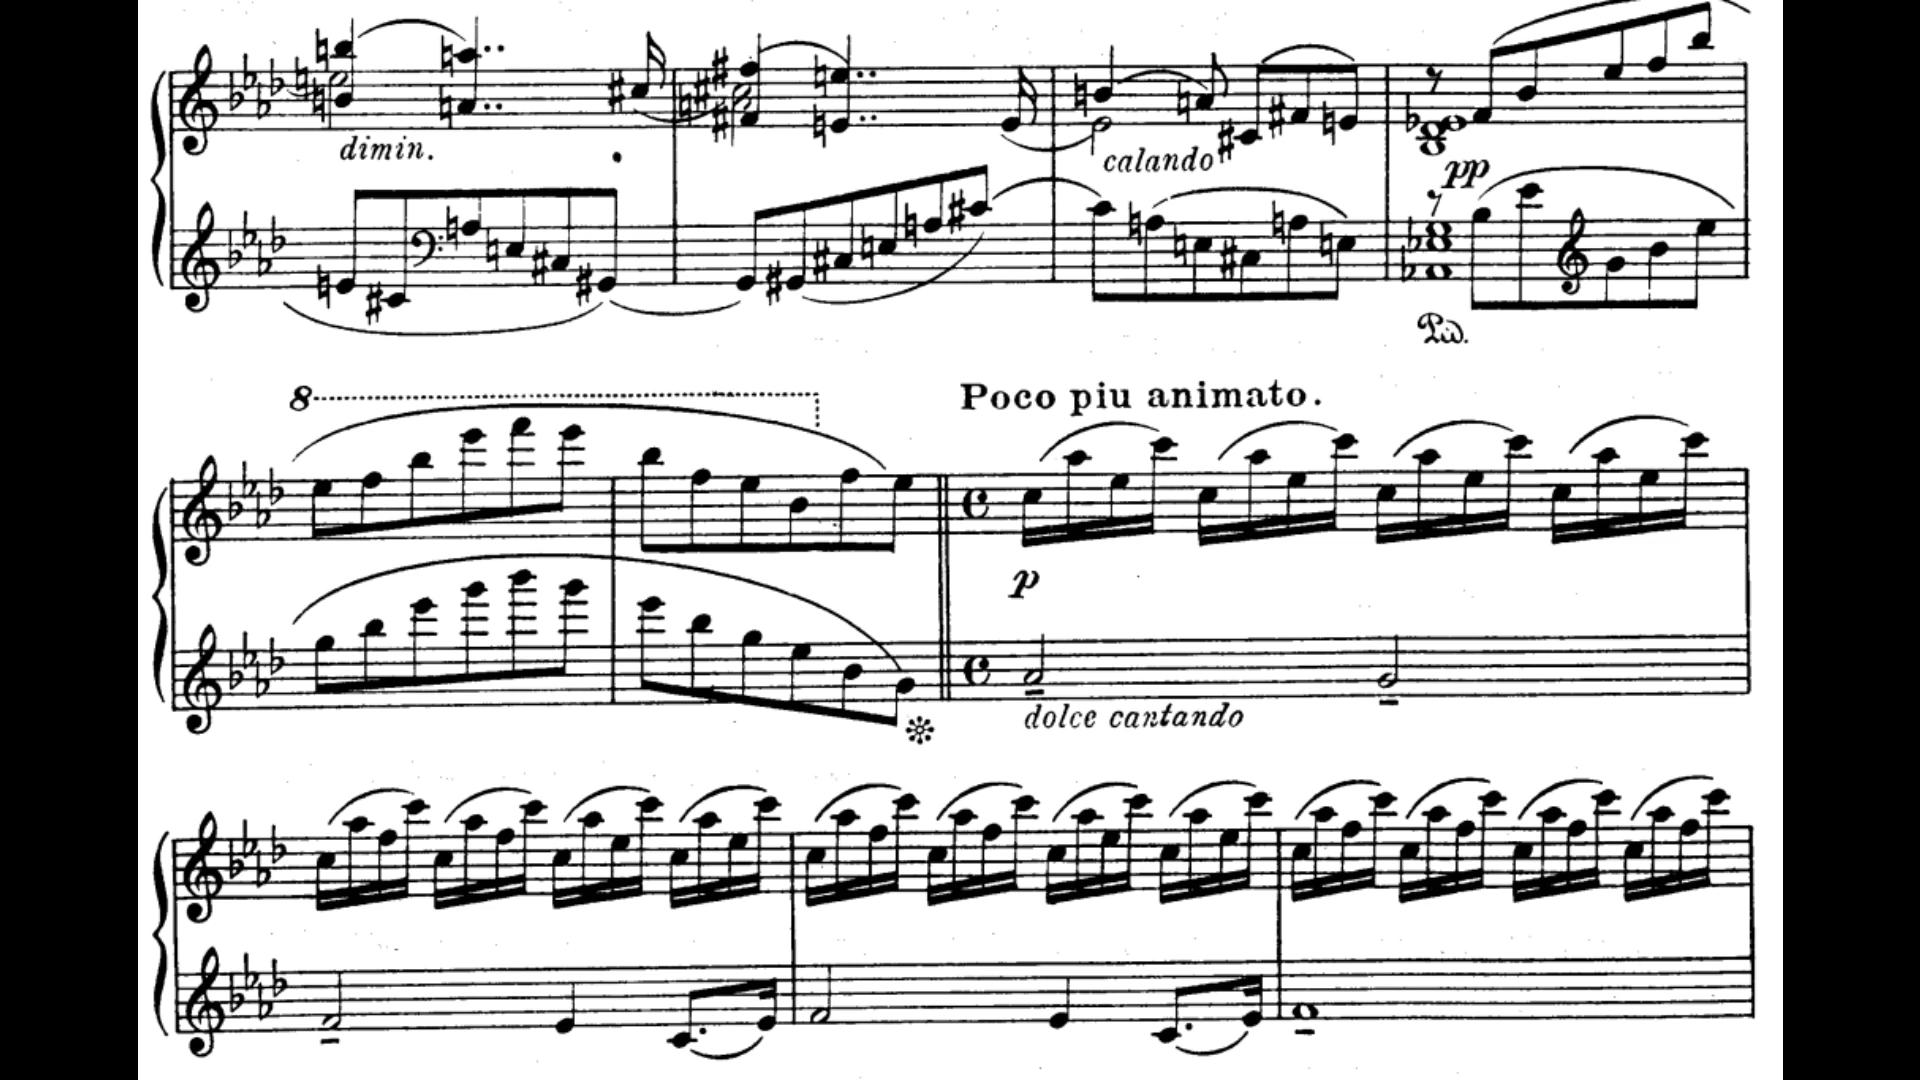 dimin.
calando
pp
Ped.
8
Poco piu animato.
p
dolce cantando